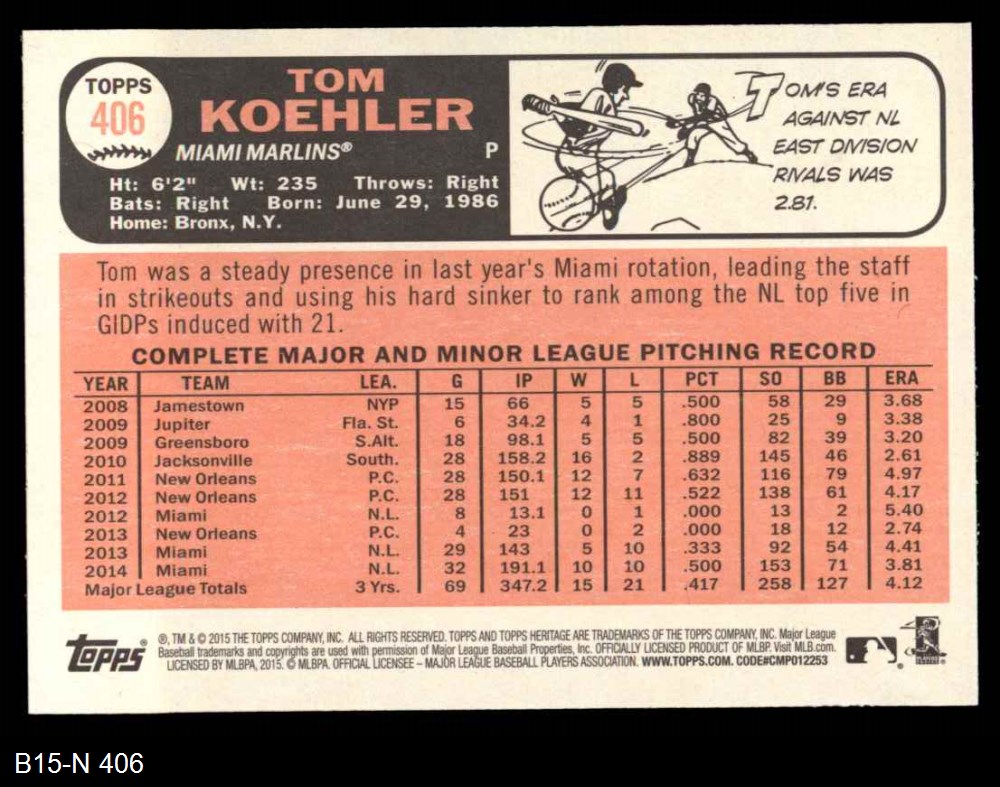 TOPPS
406
TOM
KOEHLER
MIAMI MARLINS® P
Ht: 6'2" Wt: 235 Throws: Right
Bats: Right Born: June 29, 1986
Home: Bronx, N.Y.
TOM'S ERA
AGAINST NL
EAST DIVISION
RIVALS WAS
2.81.
Tom was a steady presence in last year's Miami rotation, leading the staff
in strikeouts and using his hard sinker to rank among the NL top five in
GIDPs induced with 21.
COMPLETE MAJOR AND MINOR LEAGUE PITCHING RECORD
YEAR TEAM LEA. G IP W L PCT SO BB ERA
2008 Jamestown NYP 15 66 5 5 .500 58 29 3.68
2009 Jupiter Fla. St. 6 34.2 4 1 .800 25 9 3.38
2009 Greensboro S.Alt. 18 98.1 5 5 .500 82 39 3.20
2010 Jacksonville South. 28 158.2 16 2 .889 145 46 2.61
2011 New Orleans P.C. 28 150.1 12 7 .632 116 79 4.97
2012 New Orleans P.C. 28 151 12 11 .522 138 61 4.17
2012 Miami N.L. 8 13.1 0 1 .000 13 2 5.40
2013 New Orleans P.C. 4 23 0 2 .000 18 12 2.74
2013 Miami N.L. 29 143 5 10 .333 92 54 4.41
2014 Miami N.L. 32 191.1 10 10 .500 153 71 3.81
Major League Totals 3 Yrs. 69 347.2 15 21 .417 258 127 4.12
Topps®
®, TM & © 2015 THE TOPPS COMPANY, INC. ALL RIGHTS RESERVED. TOPPS AND TOPPS HERITAGE ARE TRADEMARKS OF THE TOPPS COMPANY, INC. Major League
Baseball trademarks and copyrights are used with permission of Major League Baseball Properties, Inc. OFFICIALLY LICENSED PRODUCT OF MLBP. Visit MLB.com.
LICENSED BY MLBPA, 2015. © MLBPA. OFFICIAL LICENSEE – MAJOR LEAGUE BASEBALL PLAYERS ASSOCIATION. WWW.TOPPS.COM. CODE#CMP012253
B15-N 406